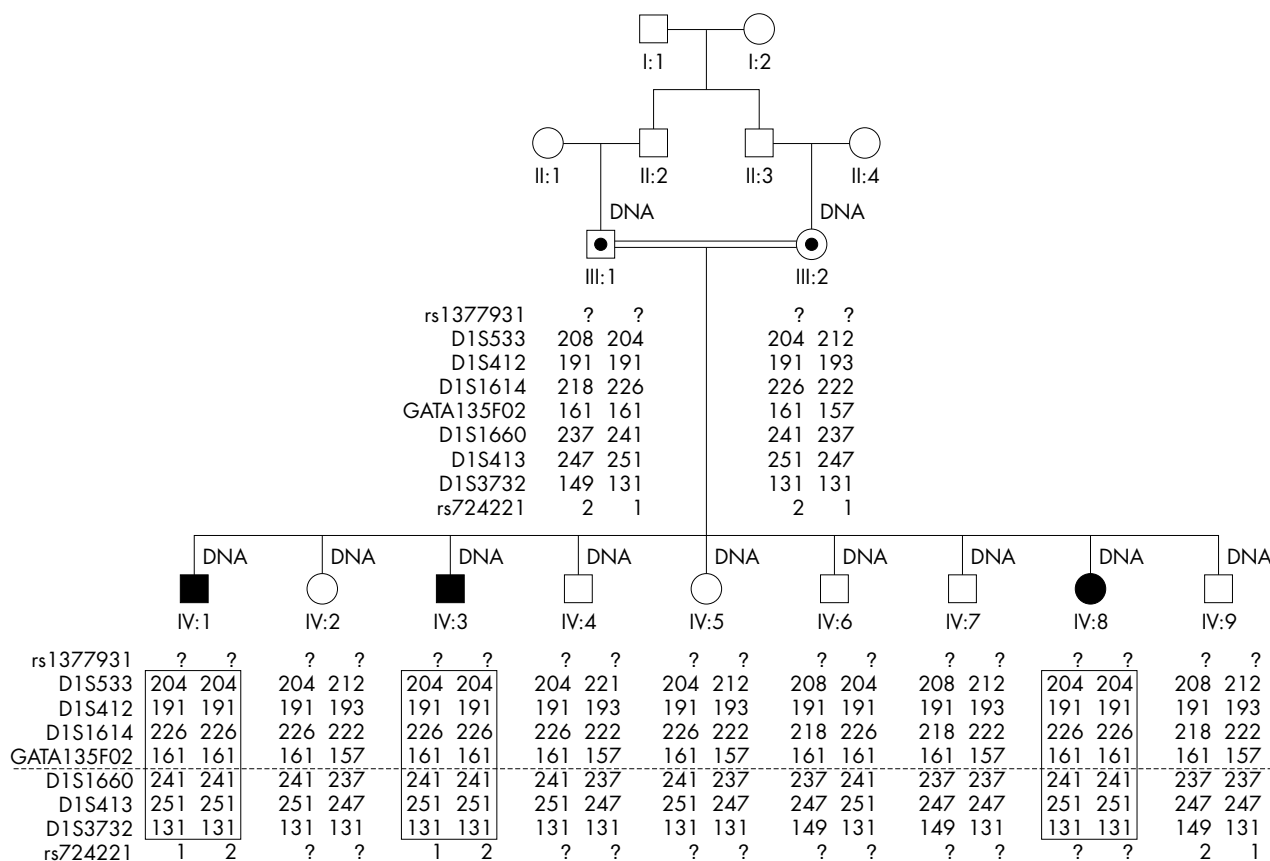 I:1 I:2
II:1 II:2 II:3 II:4
DNA DNA
III:1 III:2
rs1377931 ? ? ? ?
D1S533 208 204 204 212
D1S412 191 191 191 193
D1S1614 218 226 226 222
GATA135F02 161 161 161 157
D1S1660 237 241 241 237
D1S413 247 251 251 247
D1S3732 149 131 131 131
rs724221 2 1 2 1
DNA DNA DNA DNA DNA DNA DNA DNA
IV:1 IV:2 IV:3 IV:4 IV:5 IV:6 IV:7 IV:8 IV:9
rs1377931 ? ? ? ? ? ? ? ? ? ? ? ? ? ? ? ? ? ?
D1S533 204 204 204 212 204 204 204 221 204 212 208 204 208 212 204 204 208 212
D1S412 191 191 191 193 191 191 191 193 191 193 191 191 191 193 191 191 191 193
D1S1614 226 226 226 222 226 226 226 222 226 222 218 226 218 222 226 226 218 222
GATA135F02 161 161 161 157 161 161 161 157 161 157 161 161 161 157 161 161 161 157
D1S1660 241 241 241 237 241 241 241 237 241 237 237 241 237 237 241 241 237 237
D1S413 251 251 251 247 251 251 251 247 251 247 247 251 247 247 251 251 247 247
D1S3732 131 131 131 131 131 131 131 131 131 131 149 131 149 131 131 131 149 131
rs724221 1 2 ? ? 1 2 ? ? ? ? ? ? ? ? ? ? 2 1